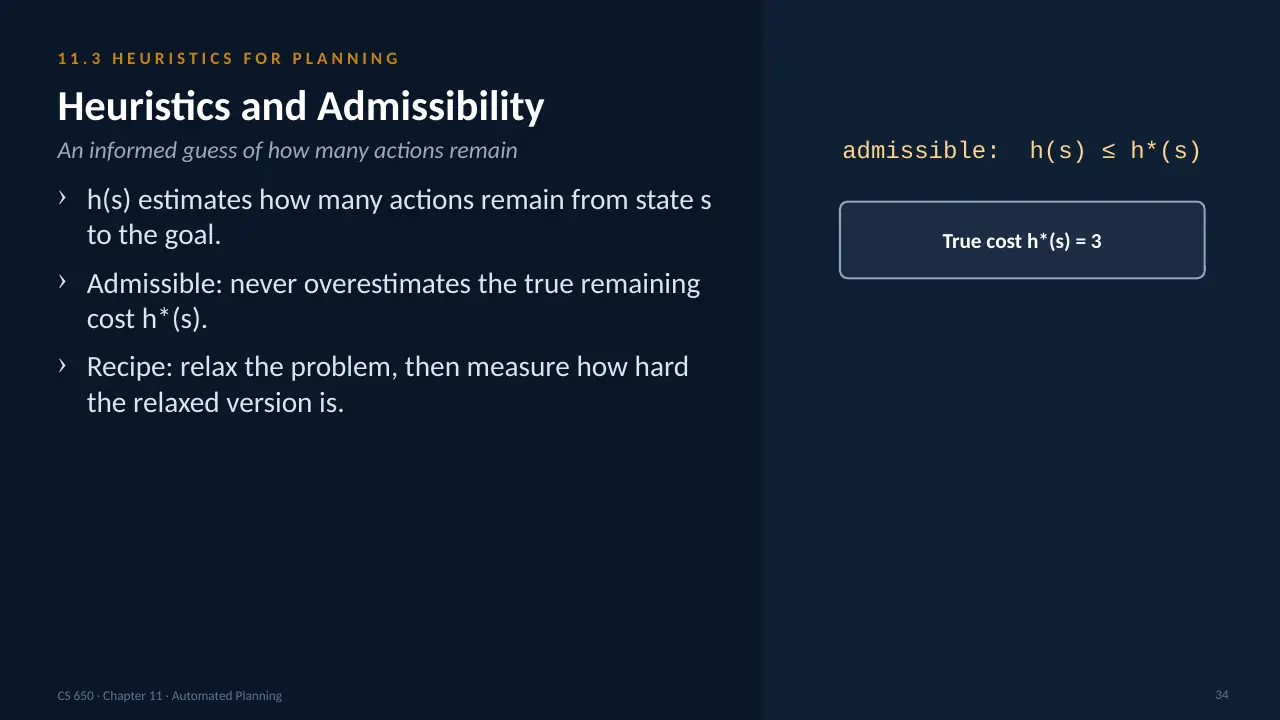 11.3 HEURISTICS FOR PLANNING
Heuristics and Admissibility
An informed guess of how many actions remain
› h(s) estimates how many actions remain from state s
to the goal.
› Admissible: never overestimates the true remaining
cost h*(s).
› Recipe: relax the problem, then measure how hard
the relaxed version is.
admissible:  h(s) ≤ h*(s)
True cost h*(s) = 3
CS 650 · Chapter 11 · Automated Planning
34